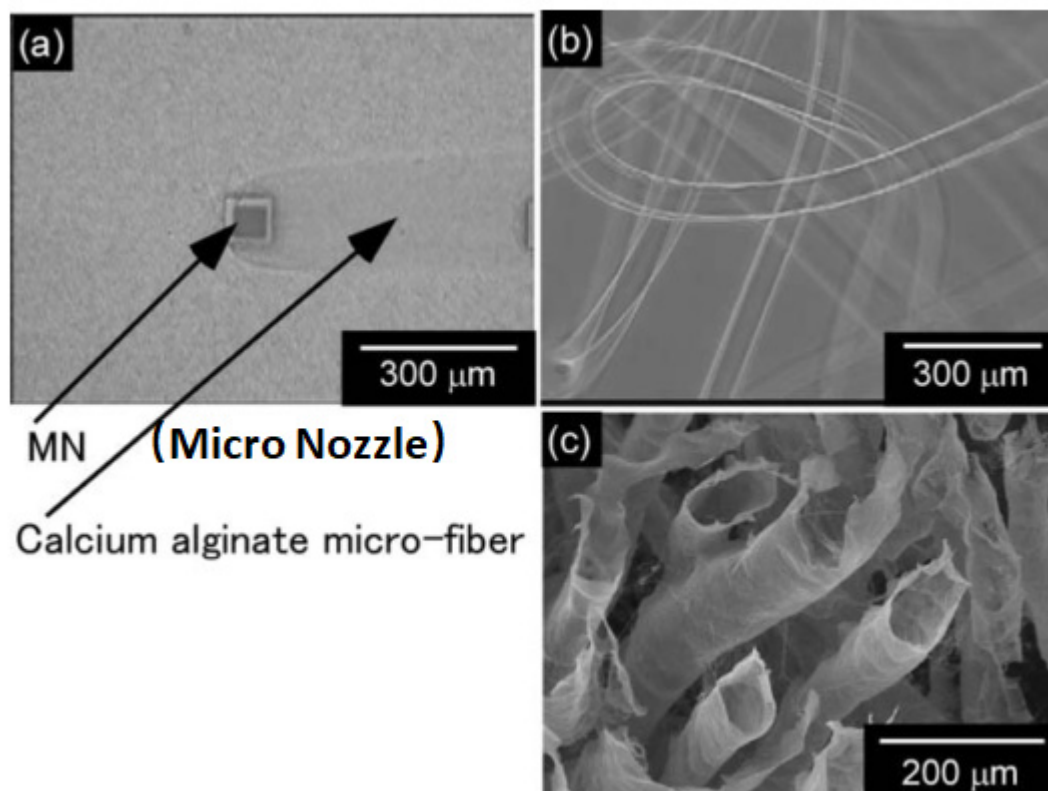 (a)
300 μm
MN (Micro Nozzle)
Calcium alginate micro-fiber
(b)
300 μm
(c)
200 μm